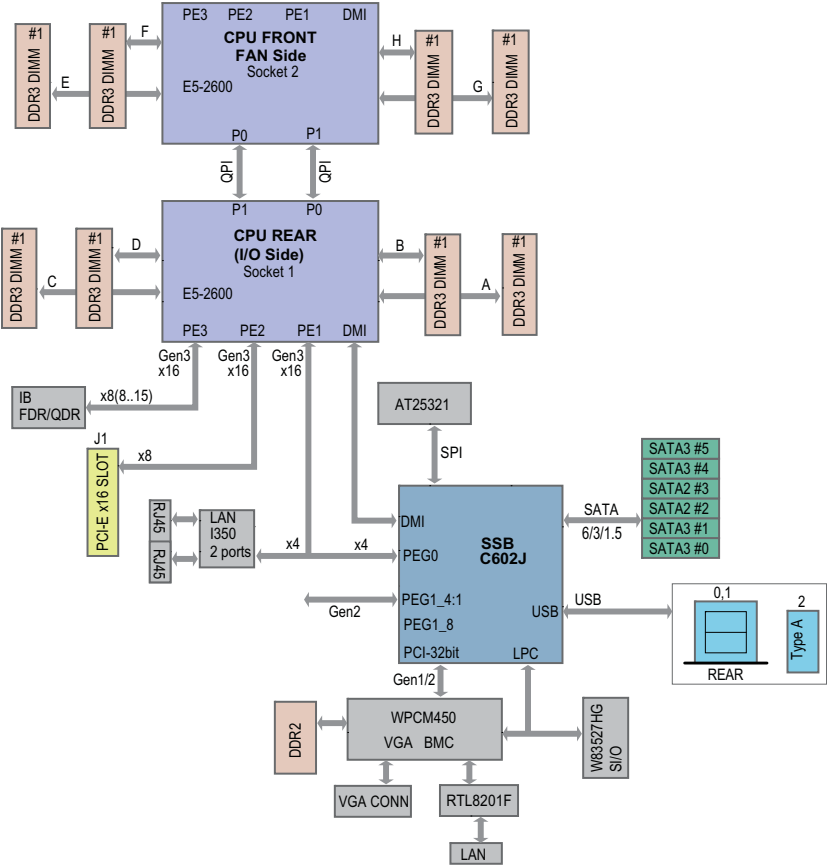 PE3 PE2 PE1 DMI
CPU FRONT
FAN Side
Socket 2
E5-2600
P0 P1
#1
DDR3 DIMM
#1
DDR3 DIMM
F
E
H
G
#1
DDR3 DIMM
#1
DDR3 DIMM
QPI
QPI
P1 P0
CPU REAR
(I/O Side)
Socket 1
E5-2600
PE3 PE2 PE1 DMI
#1
DDR3 DIMM
#1
DDR3 DIMM
D
C
B
A
#1
DDR3 DIMM
#1
DDR3 DIMM
Gen3
x16
Gen3
x16
Gen3
x16
IB
FDR/QDR
x8(8..15)
J1
PCI-E x16 SLOT
x8
RJ45
RJ45
LAN
I350
2 ports
x4
x4
AT25321
SPI
DMI
SSB
C602J
PEG0
PEG1_4:1
PEG1_8
PCI-32bit
LPC
USB
Gen2
SATA
6/3/1.5
SATA3 #5
SATA3 #4
SATA2 #3
SATA2 #2
SATA3 #1
SATA3 #0
USB
0,1
REAR
2
Type A
Gen1/2
DDR2
WPCM450
VGA BMC
W83527HG
SI/O
VGA CONN
RTL8201F
LAN